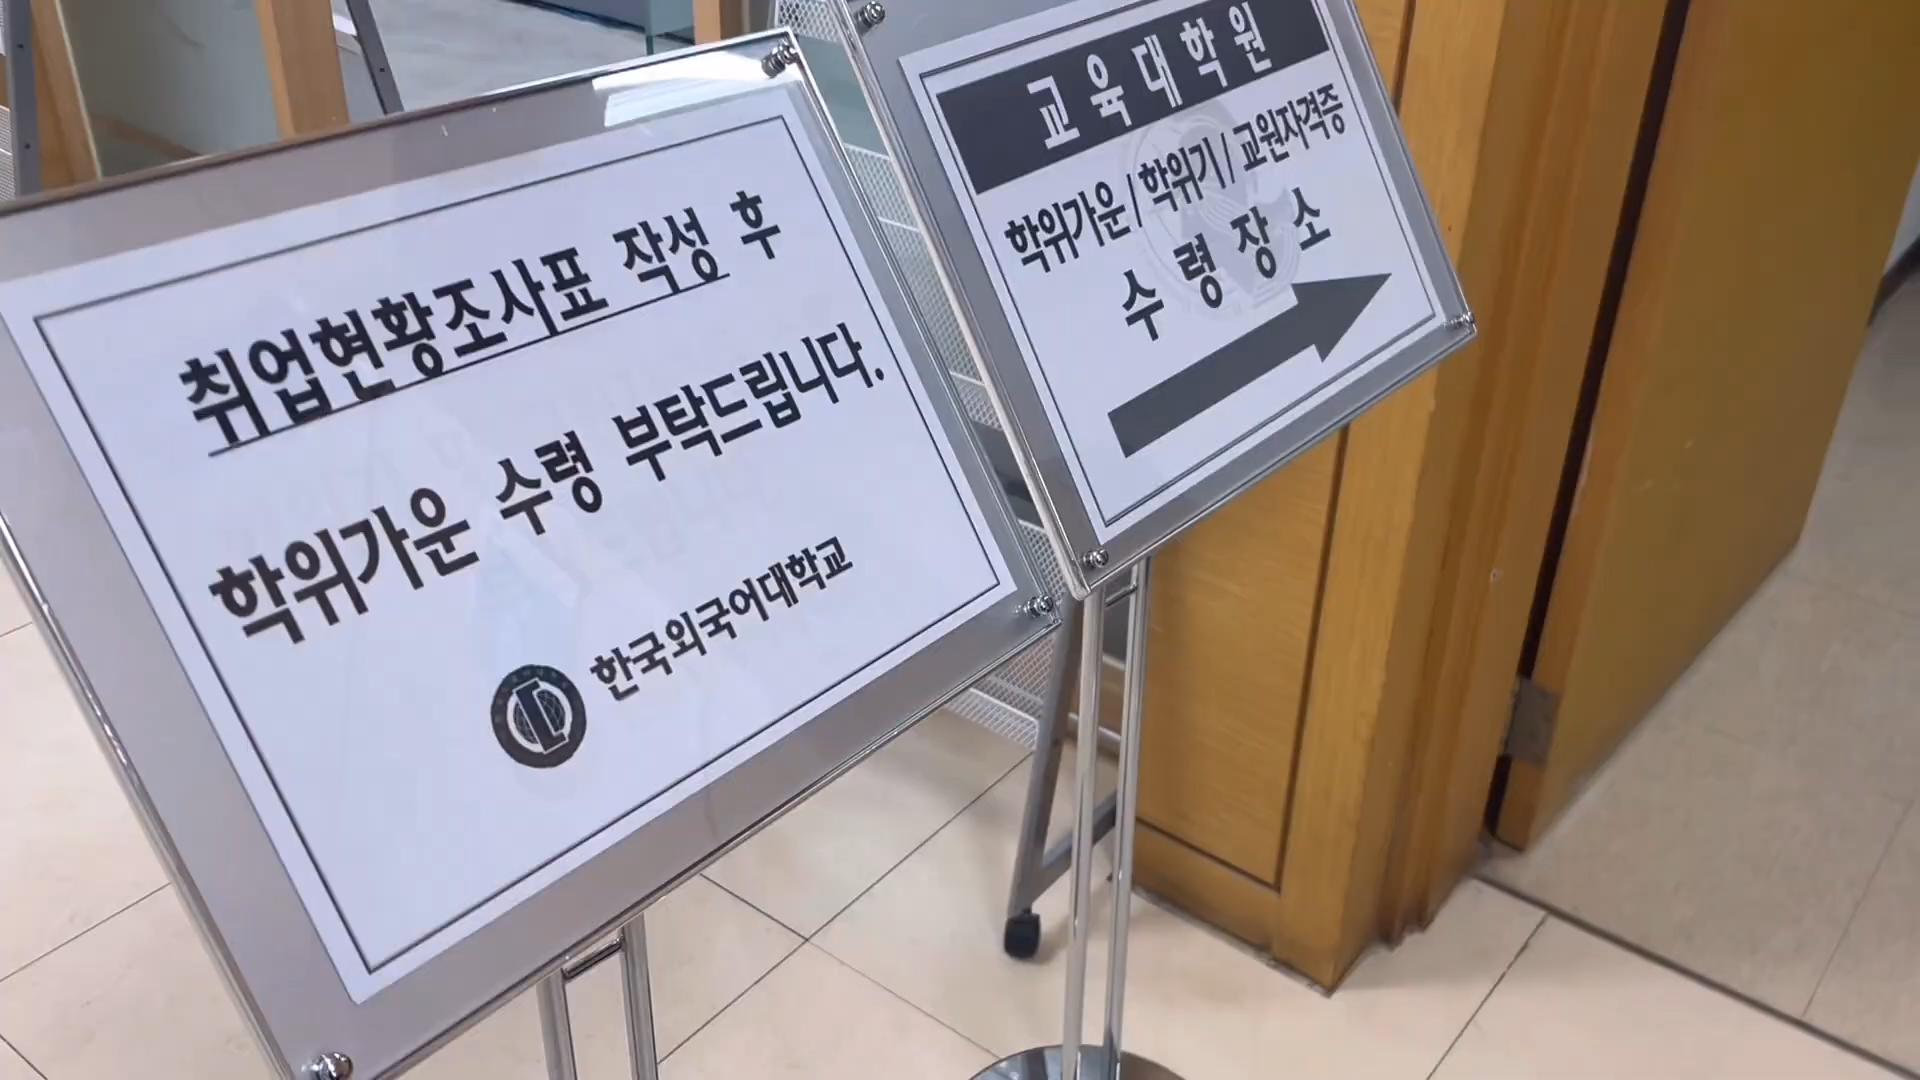 취업현황조사표 작성 후
학위가운 수령 부탁드립니다.
한국외국어대학교
교육대학원
학위가운 / 학위기 / 교원자격증
수령장소